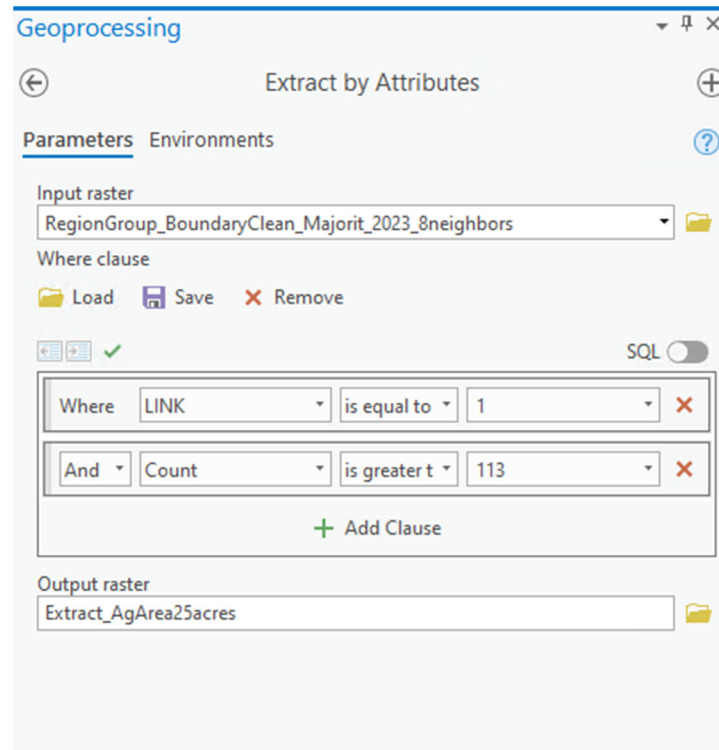 Geoprocessing
Extract by Attributes
Parameters Environments
Input raster
RegionGroup_BoundaryClean_Majorit_2023_8neighbors
Where clause
Load Save Remove
SQL
Where LINK is equal to 1
And Count is greater t 113
Add Clause
Output raster
Extract_AgArea25acres